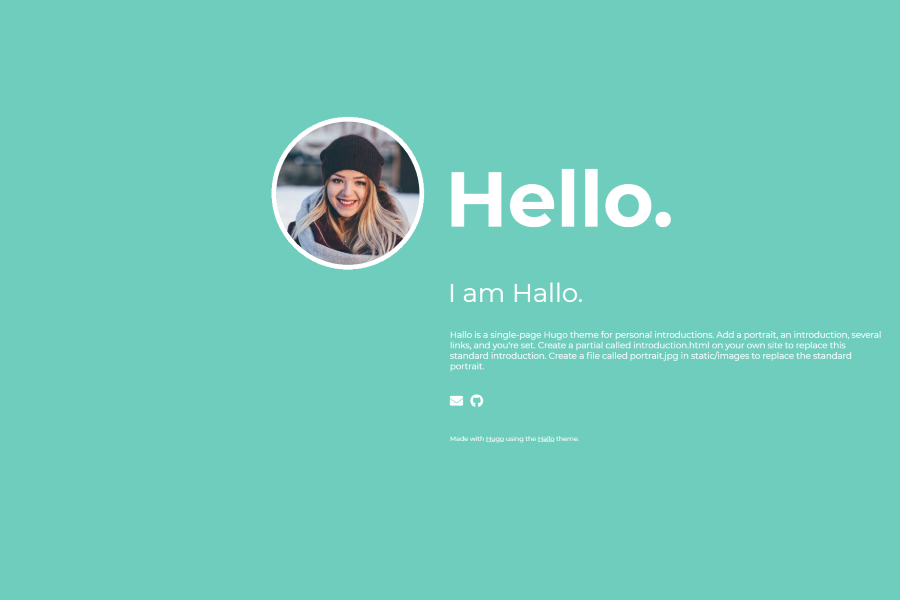 Hello.
I am Hallo.
Hallo is a single-page Hugo theme for personal introductions. Add a portrait, an introduction, several
links, and you're set. Create a partial called introduction.html on your own site to replace this
standard introduction. Create a file called portrait.jpg in static/images to replace the standard
portrait.
Made with Hugo using the Hallo theme.